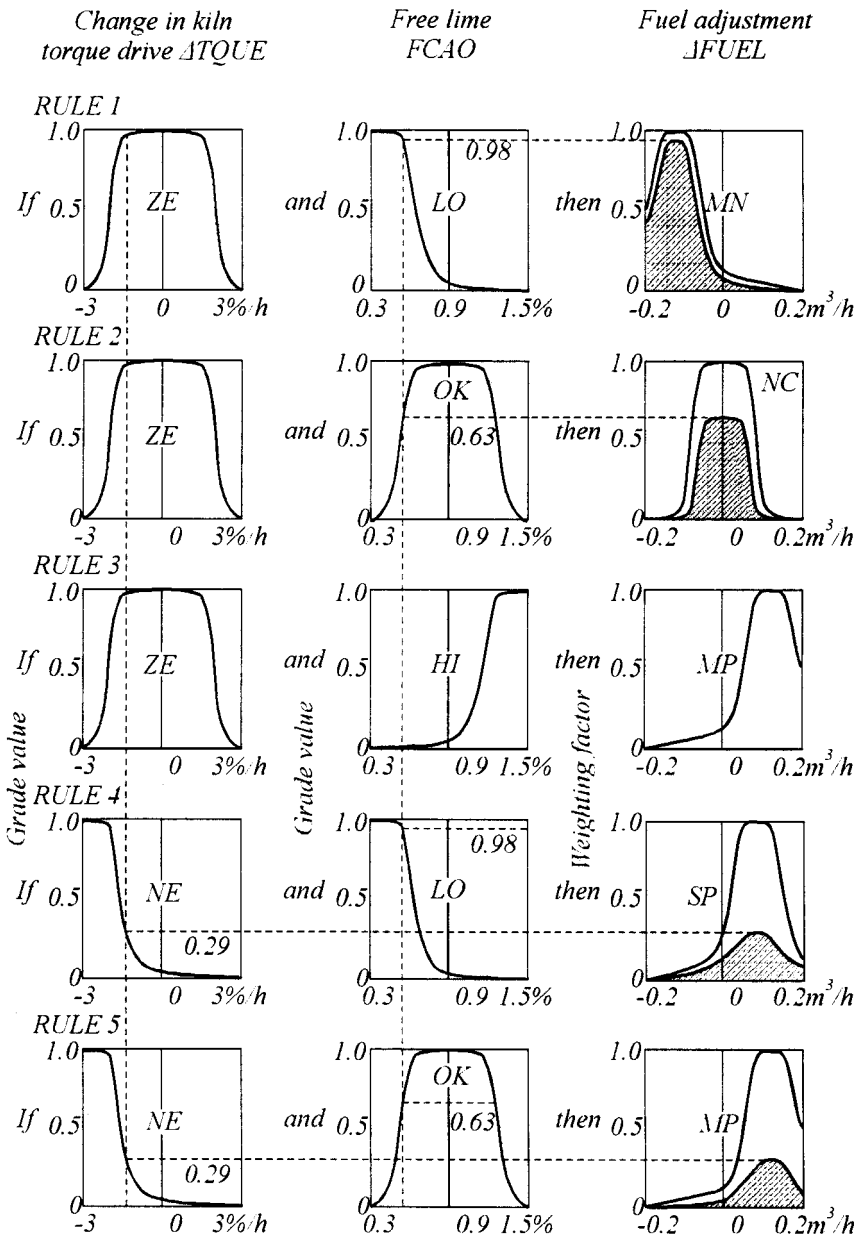 Change in kiln torque drive ΔTQUE
Free lime FCAO
Fuel adjustment ΔFUEL
RULE 1
If 1.0 0.5 0 ZE -3 0 3%/h
and 1.0 0.5 0 0.98 LO 0.3 0.9 1.5%
then 1.0 0.5 0 MN -0.2 0 0.2m³/h
RULE 2
If 1.0 0.5 0 ZE -3 0 3%/h
and 1.0 0.5 0 OK 0.63 0.3 0.9 1.5%
then 1.0 0.5 0 NC -0.2 0 0.2m³/h
RULE 3
If 1.0 0.5 0 ZE -3 0 3%/h
and 1.0 0.5 0 HI 0.3 0.9 1.5%
then 1.0 0.5 0 MP -0.2 0 0.2m³/h
Grade value
Grade value
Weighting factor
RULE 4
If 1.0 0.5 0 NE 0.29 -3 0 3%/h
and 1.0 0.5 0 0.98 LO 0.3 0.9 1.5%
then 1.0 0.5 0 SP -0.2 0 0.2m³/h
RULE 5
If 1.0 0.5 0 NE 0.29 -3 0 3%/h
and 1.0 0.5 0 OK 0.63 0.3 0.9 1.5%
then 1.0 0.5 0 MP -0.2 0 0.2m³/h